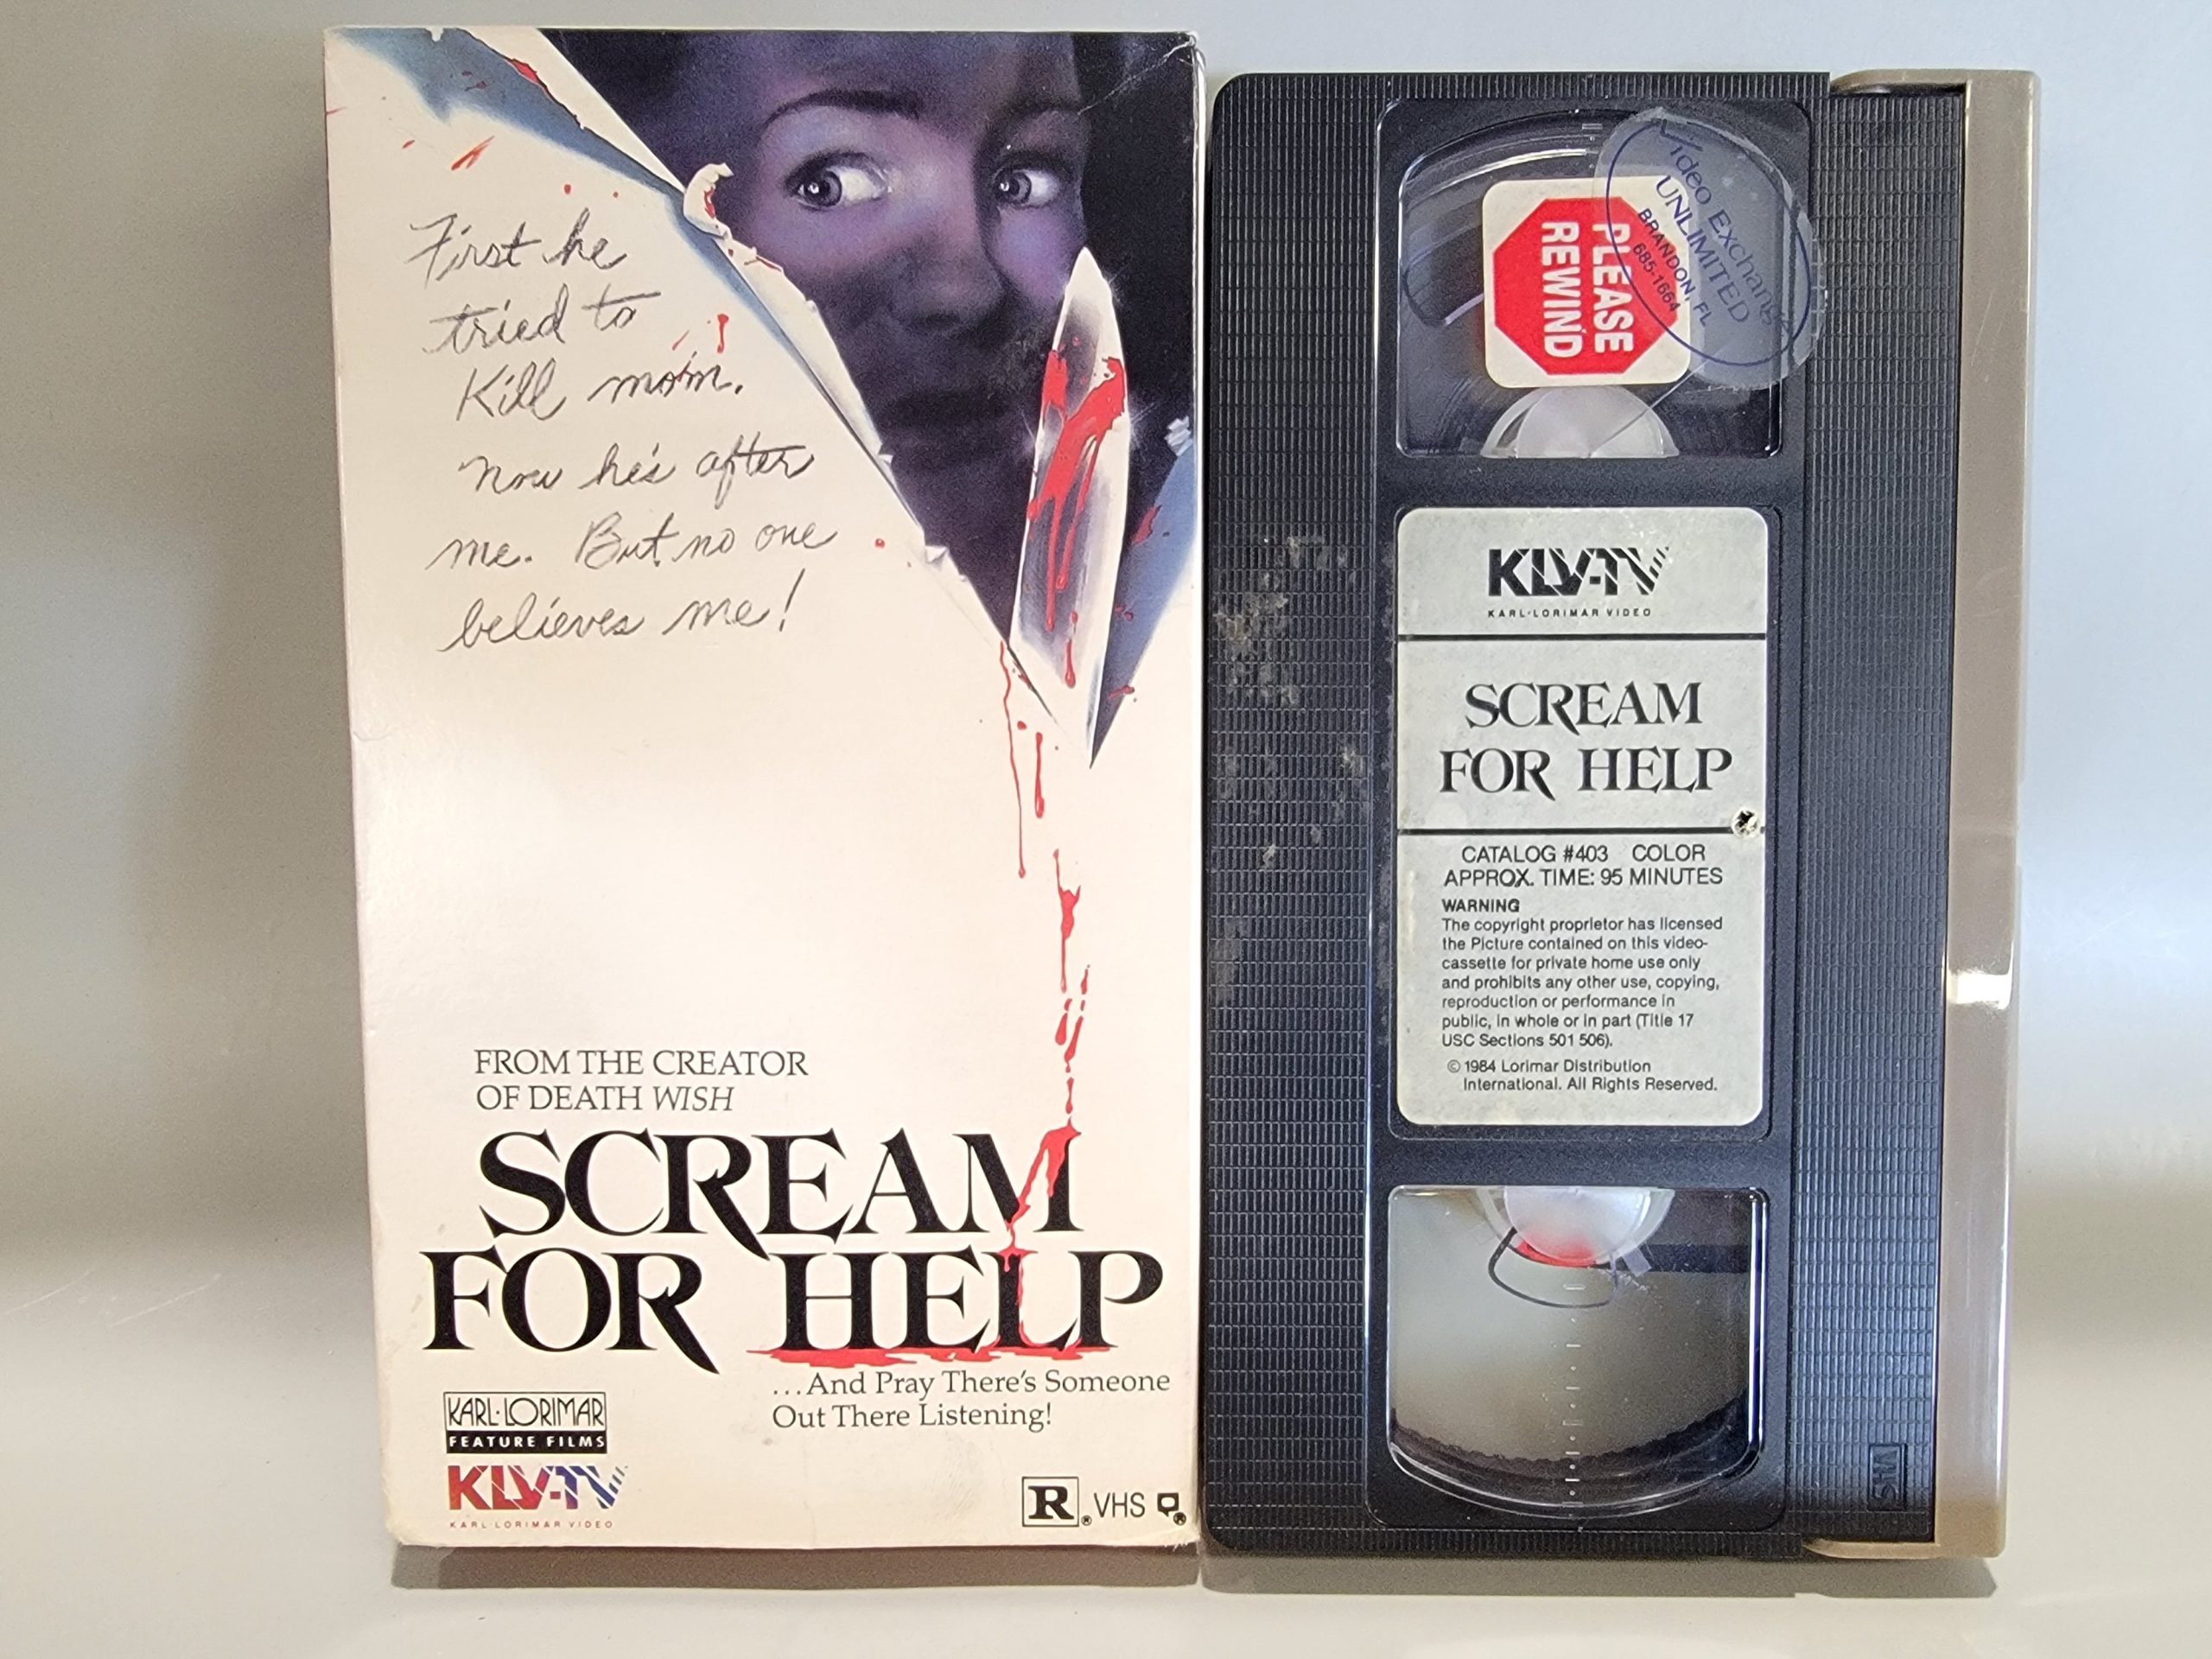 First he
tried to
Kill mom.
now he's after
me. But no one
believes me!
FROM THE CREATOR
OF DEATH WISH
SCREAM
FOR HELP
...And Pray There's Someone
Out There Listening!
KARL·LORIMAR
FEATURE FILMS
KLV-TV
KARL·LORIMAR VIDEO
R ® VHS ®
PLEASE
REWIND
Video Exchange
UNLIMITED
BRANDON, FL
685-1664
KLV-TV
KARL·LORIMAR VIDEO
SCREAM
FOR HELP
CATALOG #403 COLOR
APPROX. TIME: 95 MINUTES
WARNING
The copyright proprietor has licensed
the Picture contained on this video-
cassette for private home use only
and prohibits any other use, copying,
reproduction or performance in
public, in whole or in part (Title 17
USC Sections 501 506).
© 1984 Lorimar Distribution
International. All Rights Reserved.
VHS